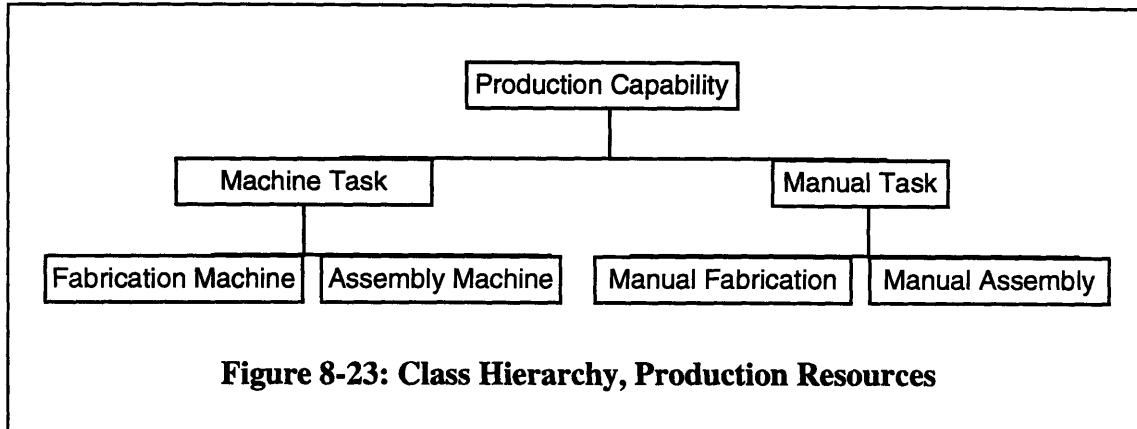 Production Capability
Machine Task
Manual Task
Fabrication Machine
Assembly Machine
Manual Fabrication
Manual Assembly
Figure 8-23: Class Hierarchy, Production Resources